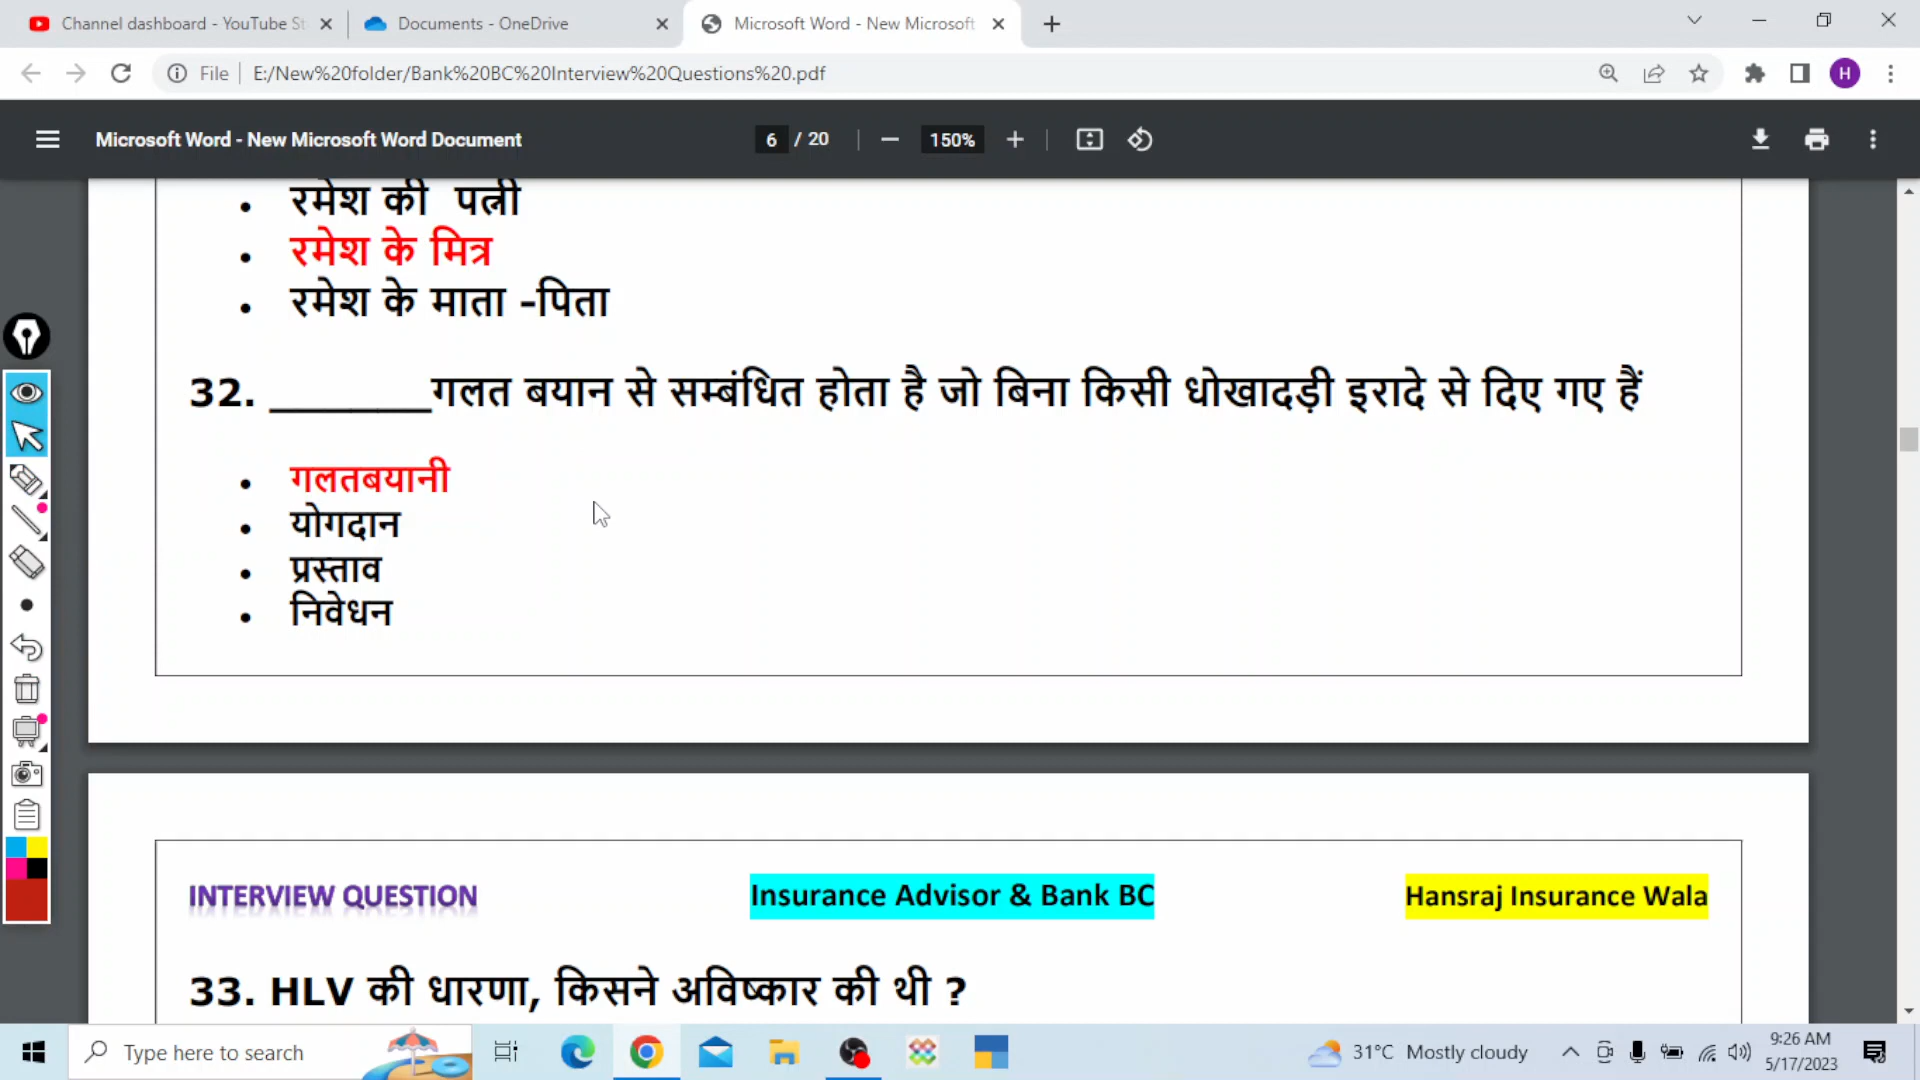 Channel dashboard - YouTube St
Documents - OneDrive
Microsoft Word - New Microsoft
File
E:/New%20folder/Bank%20BC%20Interview%20Questions%20.pdf
H
Microsoft Word - New Microsoft Word Document
6 / 20
150%
रमेश की पत्नी
रमेश के मित्र
रमेश के माता -पिता
32. ________गलत बयान से सम्बंधित होता है जो बिना किसी धोखादड़ी इरादे से दिए गए हैं
गलतबयानी
योगदान
प्रस्ताव
निवेधन
INTERVIEW QUESTION
Insurance Advisor & Bank BC
Hansraj Insurance Wala
33. HLV की धारणा, किसने अविष्कार की थी ?
Type here to search
31°C Mostly cloudy
9:26 AM
5/17/2023